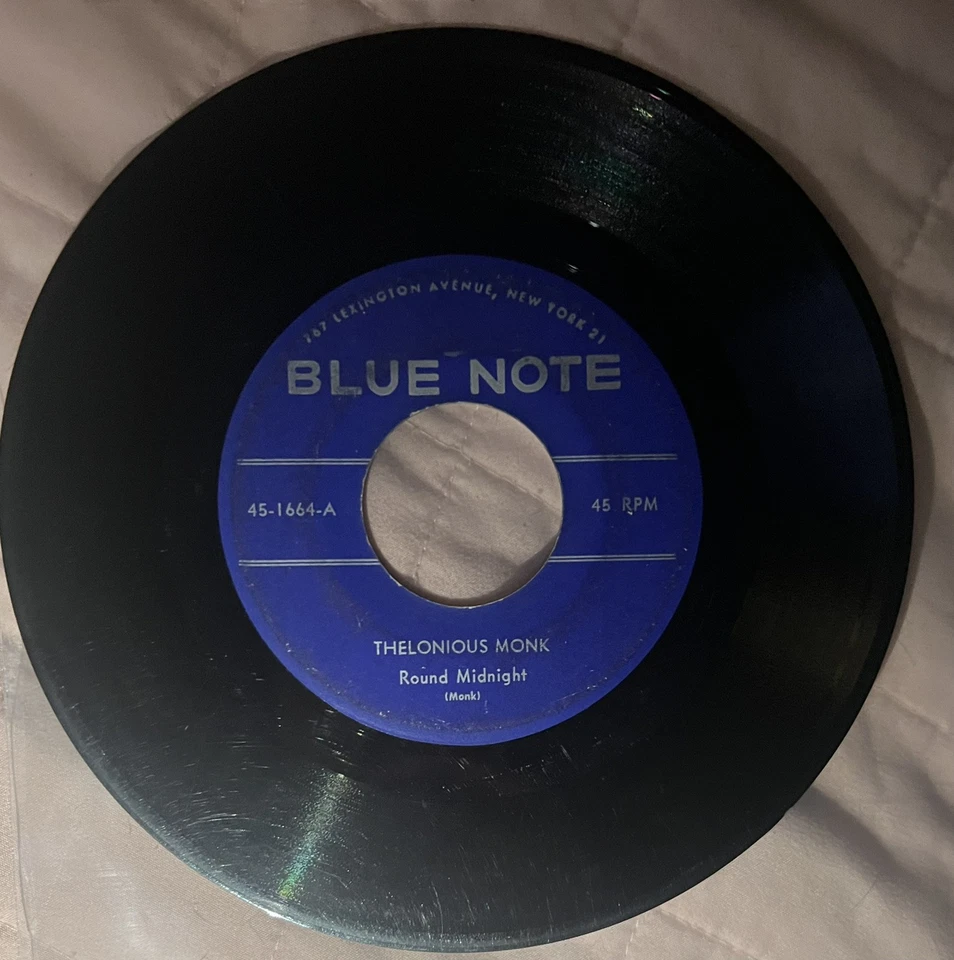 767 LEXINGTON AVENUE, NEW YORK 21
BLUE NOTE
45-1664-A
45 RPM
THELONIOUS MONK
Round Midnight
(Monk)